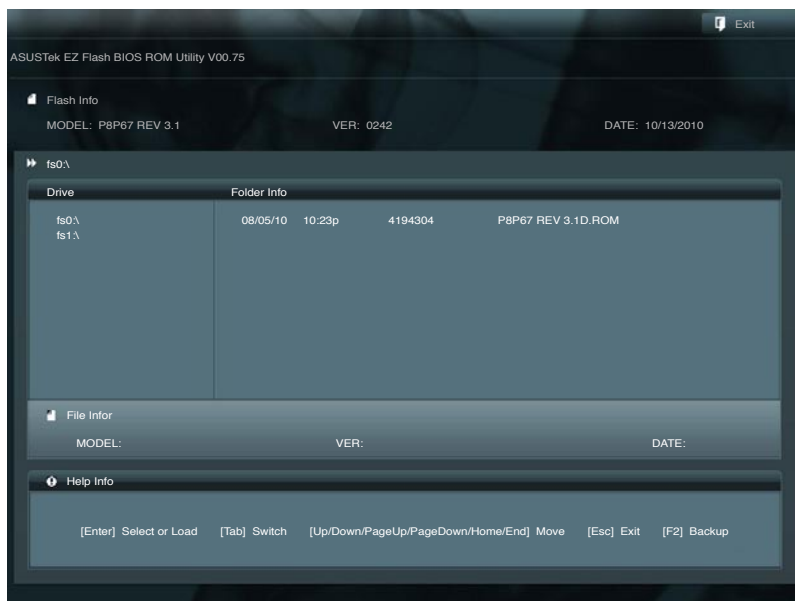 Exit
ASUSTek EZ Flash BIOS ROM Utility V00.75
Flash Info
MODEL: P8P67 REV 3.1 VER: 0242 DATE: 10/13/2010
fs0:\
Drive Folder Info
fs0:\ 08/05/10 10:23p 4194304 P8P67 REV 3.1D.ROM
fs1:\
File Infor
MODEL: VER: DATE:
Help Info
[Enter] Select or Load [Tab] Switch [Up/Down/PageUp/PageDown/Home/End] Move [Esc] Exit [F2] Backup